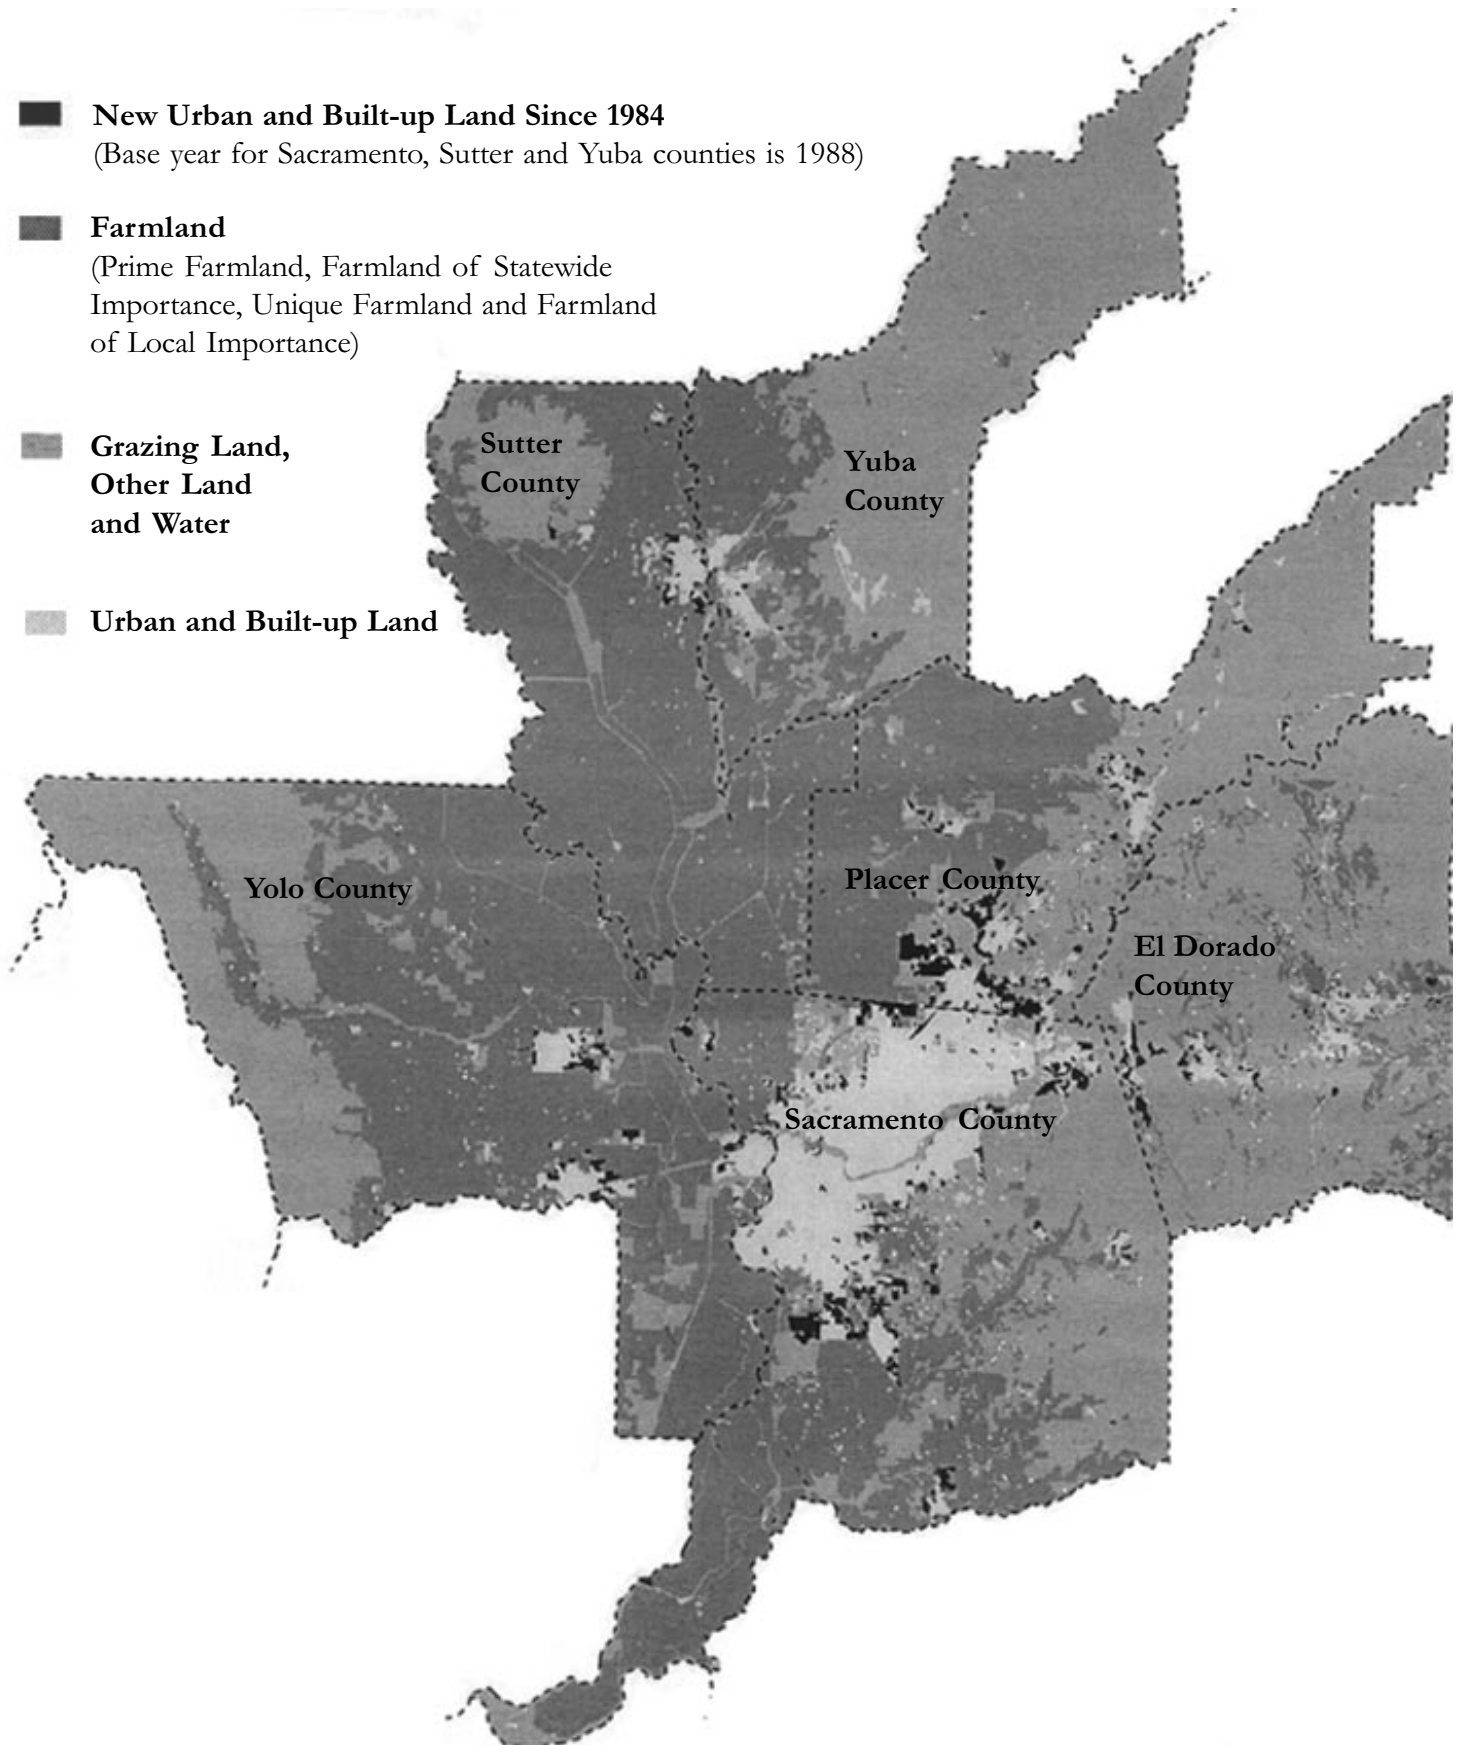 New Urban and Built-up Land Since 1984
(Base year for Sacramento, Sutter and Yuba counties is 1988)
Farmland
(Prime Farmland, Farmland of Statewide
Importance, Unique Farmland and Farmland
of Local Importance)
Grazing Land,
Other Land
and Water
Urban and Built-up Land
Sutter
County
Yuba
County
Yolo County
Placer County
El Dorado
County
Sacramento County